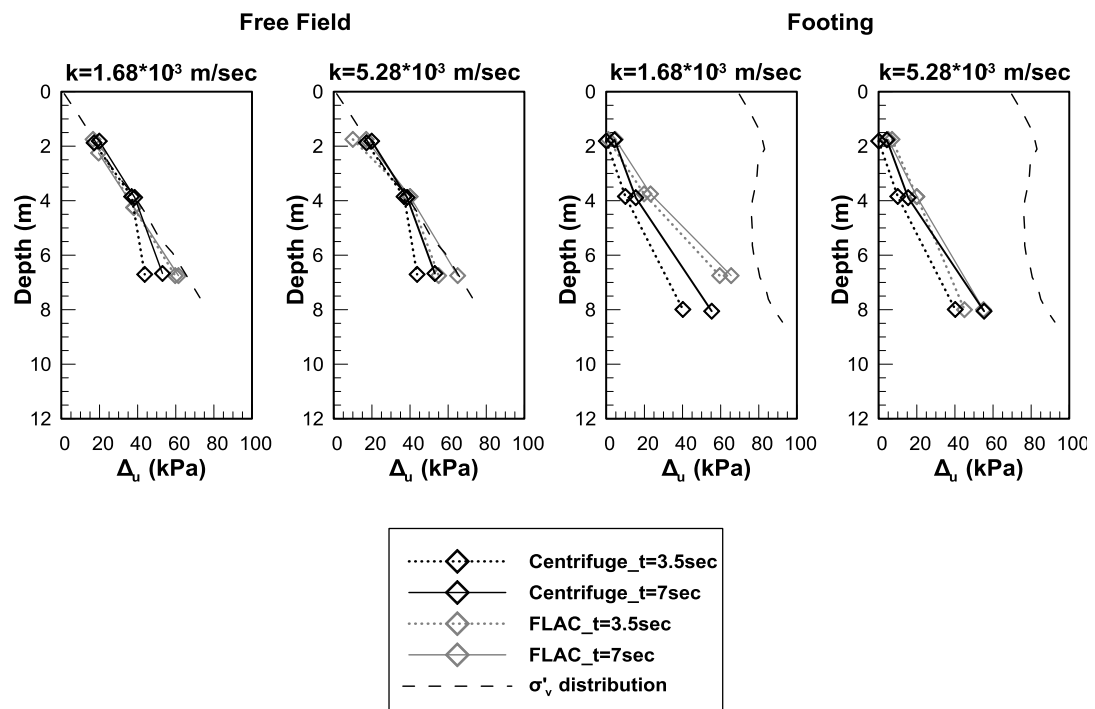 Free Field Footing
k=1.68*10³ m/sec k=5.28*10³ m/sec k=1.68*10³ m/sec k=5.28*10³ m/sec
0 0 0 0
2 2 2 2
4 4 4 4
6 6 6 6
8 8 8 8
10 10 10 10
12 12 12 12
Depth (m) Depth (m) Depth (m) Depth (m)
0 20 40 60 80 100 0 20 40 60 80 100 0 20 40 60 80 100 0 20 40 60 80 100
Δᵤ (kPa) Δᵤ (kPa) Δᵤ (kPa) Δᵤ (kPa)
Centrifuge_t=3.5sec
Centrifuge_t=7sec
FLAC_t=3.5sec
FLAC_t=7sec
σ'ᵥ distribution